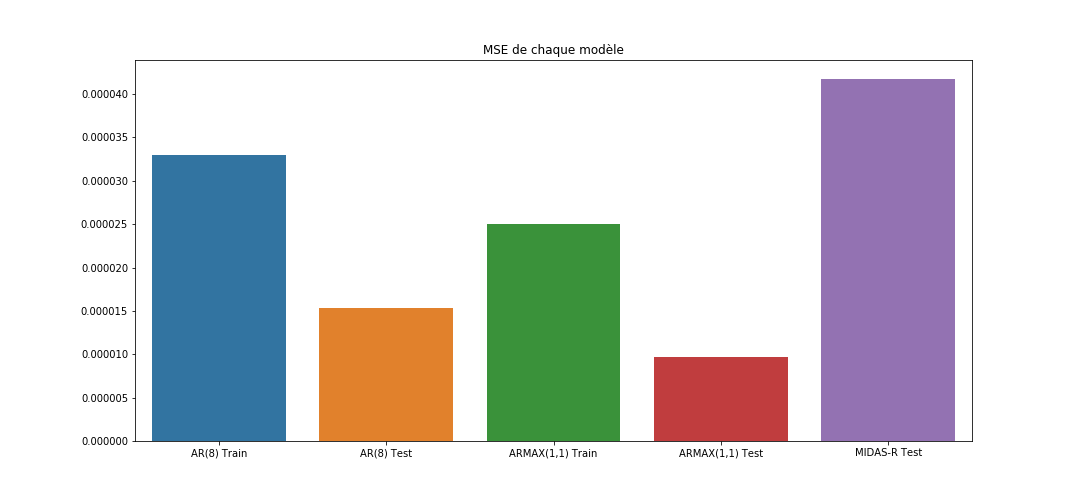 MSE de chaque modèle
0.000040
0.000035
0.000030
0.000025
0.000020
0.000015
0.000010
0.000005
0.000000
AR(8) Train
AR(8) Test
ARMAX(1,1) Train
ARMAX(1,1) Test
MIDAS-R Test